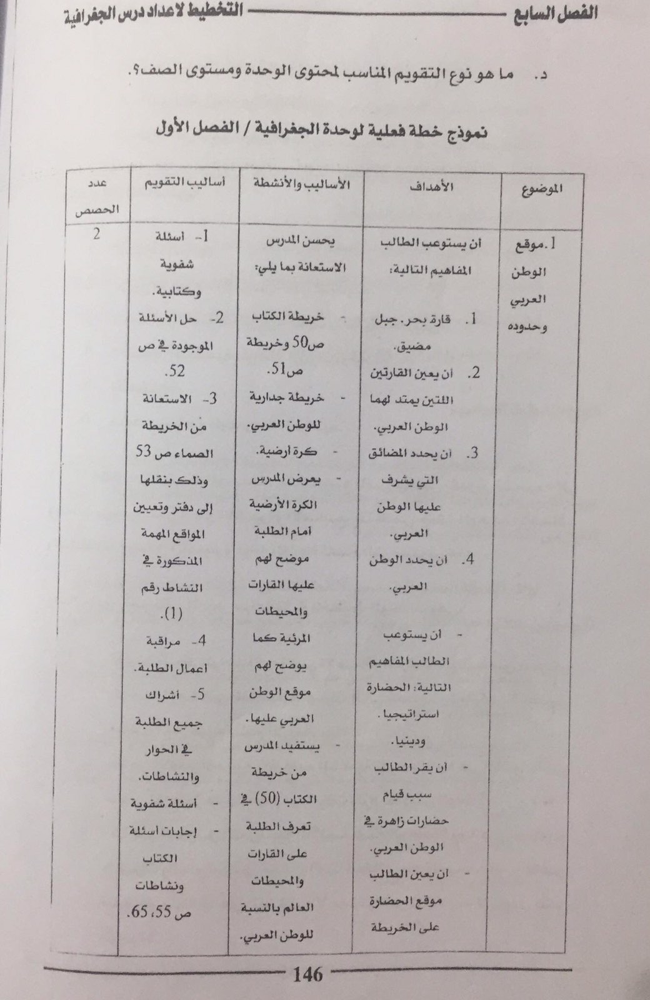 الفصل السابع
التخطيط لاعداد درس الجغرافية
د. ما هو نوع التقويم المناسب لمحتوى الوحدة ومستوى الصف؟.
نموذج خطة فعلية لوحدة الجغرافية / الفصل الأول
الموضوع
الأهداف
الأساليب والأنشطة
أساليب التقويم
عدد
الحصص
1.موقع
الوطن
العربي
وحدوده
أن يستوعب الطالب
المفاهيم التالية:
1. قارة بحر. جبل
مضيق.
2. أن يعين القارتين
اللتين يمتد لهما
الوطن العربي.
3. أن يحدد المضائق
التي يشرف
عليها الوطن
العربي.
4. أن يحدد الوطن
العربي.
- أن يستوعب
الطالب المفاهيم
التالية: الحضارة
استراتيجيا.
ودينيا.
- أن يقر الطالب
سبب قيام
حضارات زاهرة في
الوطن العربي.
- أن يعين الطالب
موقع الحضارة
على الخريطة
يحسن المدرس
الاستعانة بما يلي:
- خريطة الكتاب
ص50 وخريطة
ص51.
- خريطة جدارية
للوطن العربي.
- كرة أرضية.
- يعرض المدرس
الكرة الأرضية
أمام الطلبة
موضح لهم
عليها القارات
والمحيطات
المرئية كما
يوضح لهم
موقع الوطن
العربي عليها.
- يستفيد المدرس
من خريطة
الكتاب (50) في
تعرف الطلبة
على القارات
والمحيطات
العالم بالنسبة
للوطن العربي.
1- أسئلة
شفوية
وكتابية.
2- حل الأسئلة
الموجودة في ص
52.
3- الاستعانة
من الخريطة
الصماء ص 53
وذلك بنقلها
إلى دفتر وتعيين
المواقع المهمة
المذكورة في
النشاط رقم
(1).
4- مراقبة
أعمال الطلبة.
5- أشراك
جميع الطلبة
في الحوار
والنشاطات.
- أسئلة شفوية
- إجابات أسئلة
الكتاب
ونشاطات
ص 55، 65.
2
146